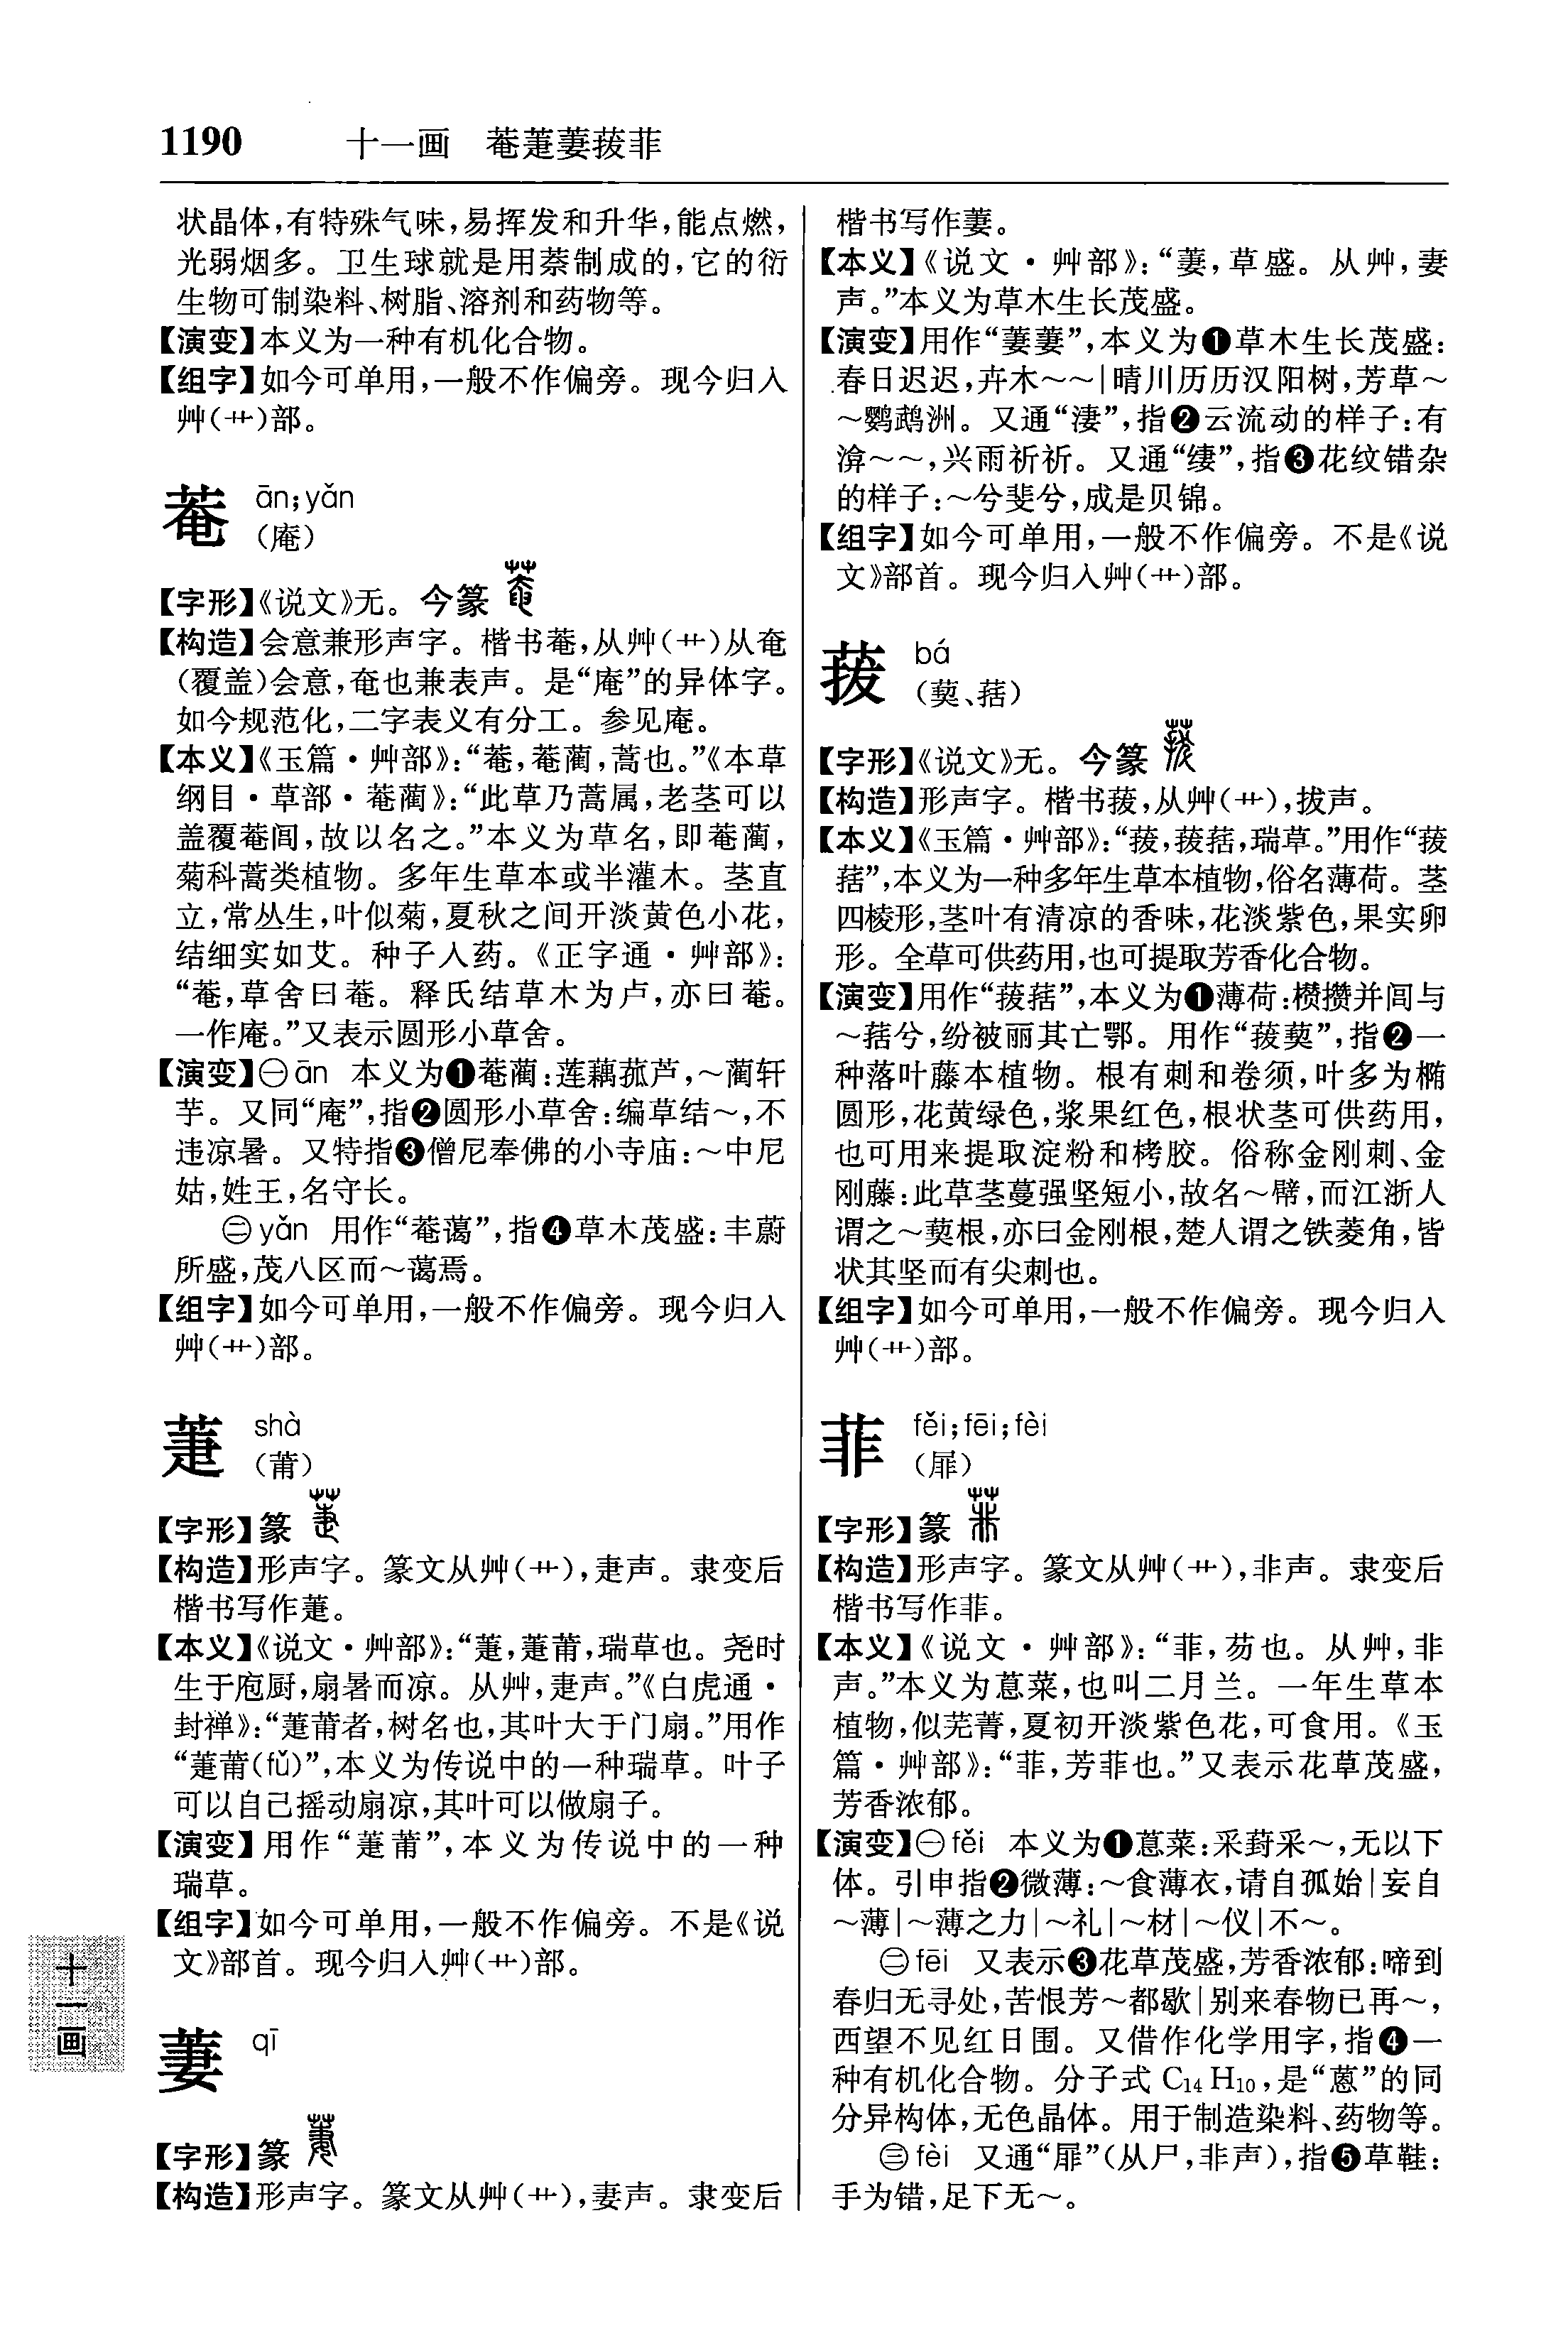 1190 十一画 菴萐萋菝菲
状晶体,有特殊气味,易挥发和升华,能点燃,
光弱烟多。卫生球就是用萘制成的,它的衍
生物可制染料、树脂、溶剂和药物等。
【演变】本义为一种有机化合物。
【组字】如今可单用,一般不作偏旁。现今归入
艸(艹)部。
菴 ān;yǎn
(庵)
【字形】《说文》无。今篆
【构造】会意兼形声字。楷书菴,从艸(艹)从奄
(覆盖)会意,奄也兼表声。是“庵”的异体字。
如今规范化,二字表义有分工。参见庵。
【本义】《玉篇·艸部》:“菴,菴䕡,蒿也。”《本草
纲目·草部·菴䕡》:“此草乃蒿属,老茎可以
盖覆菴闾,故以名之。”本义为草名,即菴䕡,
菊科蒿类植物。多年生草本或半灌木。茎直
立,常丛生,叶似菊,夏秋之间开淡黄色小花,
结细实如艾。种子入药。《正字通·艸部》:
“菴,草舍曰菴。释氏结草木为卢,亦曰菴。
一作庵。”又表示圆形小草舍。
【演变】㊀ān 本义为❶菴䕡:莲藕菰芦,～䕡轩
芋。又同“庵”,指❷圆形小草舍:编草结～,不
违凉暑。又特指❸僧尼奉佛的小寺庙:～中尼
姑,姓王,名守长。
㊁yǎn 用作“菴蔼”,指❹草木茂盛:丰蔚
所盛,茂八区而～蔼焉。
【组字】如今可单用,一般不作偏旁。现今归入
艸(艹)部。
萐 shà
(莆)
【字形】篆
【构造】形声字。篆文从艸(艹),疌声。隶变后
楷书写作萐。
【本义】《说文·艸部》:“萐,萐莆,瑞草也。尧时
生于庖厨,扇暑而凉。从艸,疌声。”《白虎通·
封禅》:“萐莆者,树名也,其叶大于门扇。”用作
“萐莆(fǔ)”,本义为传说中的一种瑞草。叶子
可以自己摇动扇凉,其叶可以做扇子。
【演变】用作“萐莆”,本义为传说中的一种
瑞草。
【组字】如今可单用,一般不作偏旁。不是《说
文》部首。现今归入艸(艹)部。
萋 qī
【字形】篆
【构造】形声字。篆文从艸(艹),妻声。隶变后
楷书写作萋。
【本义】《说文·艸部》:“萋,草盛。从艸,妻
声。”本义为草木生长茂盛。
【演变】用作“萋萋”,本义为❶草木生长茂盛:
春日迟迟,卉木～～|晴川历历汉阳树,芳草～
～鹦鹉洲。又通“淒”,指❷云流动的样子:有
渰～～,兴雨祈祈。又通“緀”,指❸花纹错杂
的样子:～兮斐兮,成是贝锦。
【组字】如今可单用,一般不作偏旁。不是《说
文》部首。现今归入艸(艹)部。
菝 bá
(葜、菇)
【字形】《说文》无。今篆
【构造】形声字。楷书菝,从艸(艹),拔声。
【本义】《玉篇·艸部》:“菝,菝葀,瑞草。”用作“菝
葀”,本义为一种多年生草本植物,俗名薄荷。茎
四棱形,茎叶有清凉的香味,花淡紫色,果实卵
形。全草可供药用,也可提取芳香化合物。
【演变】用作“菝葀”,本义为❶薄荷:攒攒并闾与
～葀兮,纷被丽其亡鄂。用作“菝葜”,指❷一
种落叶藤本植物。根有刺和卷须,叶多为椭
圆形,花黄绿色,浆果红色,根状茎可供药用,
也可用来提取淀粉和栲胶。俗称金刚刺、金
刚藤:此草茎蔓强坚短小,故名～𦸗,而江浙人
谓之～葜根,亦曰金刚根,楚人谓之铁菱角,皆
状其坚而有尖刺也。
【组字】如今可单用,一般不作偏旁。现今归入
艸(艹)部。
菲 fěi;fēi;fèi
(屝)
【字形】篆
【构造】形声字。篆文从艸(艹),非声。隶变后
楷书写作菲。
【本义】《说文·艸部》:“菲,芴也。从艸,非
声。”本义为蒠菜,也叫二月兰。一年生草本
植物,似芜菁,夏初开淡紫色花,可食用。《玉
篇·艸部》:“菲,芳菲也。”又表示花草茂盛,
芳香浓郁。
【演变】㊀fěi 本义为❶蒠菜:采葑采～,无以下
体。引申指❷微薄:～食薄衣,请自孤始|妄自
～薄|～薄之力|～礼|～材|～仪|不～。
㊁fēi 又表示❸花草茂盛,芳香浓郁:啼到
春归无寻处,苦恨芳～都歇|别来春物已再～,
西望不见红日围。又借作化学用字,指❹一
种有机化合物。分子式 C₁₄H₁₀,是“蒽”的同
分异构体,无色晶体。用于制造染料、药物等。
㊂fèi 又通“屝”(从尸,非声),指❺草鞋:
手为错,足下无～。
十一画